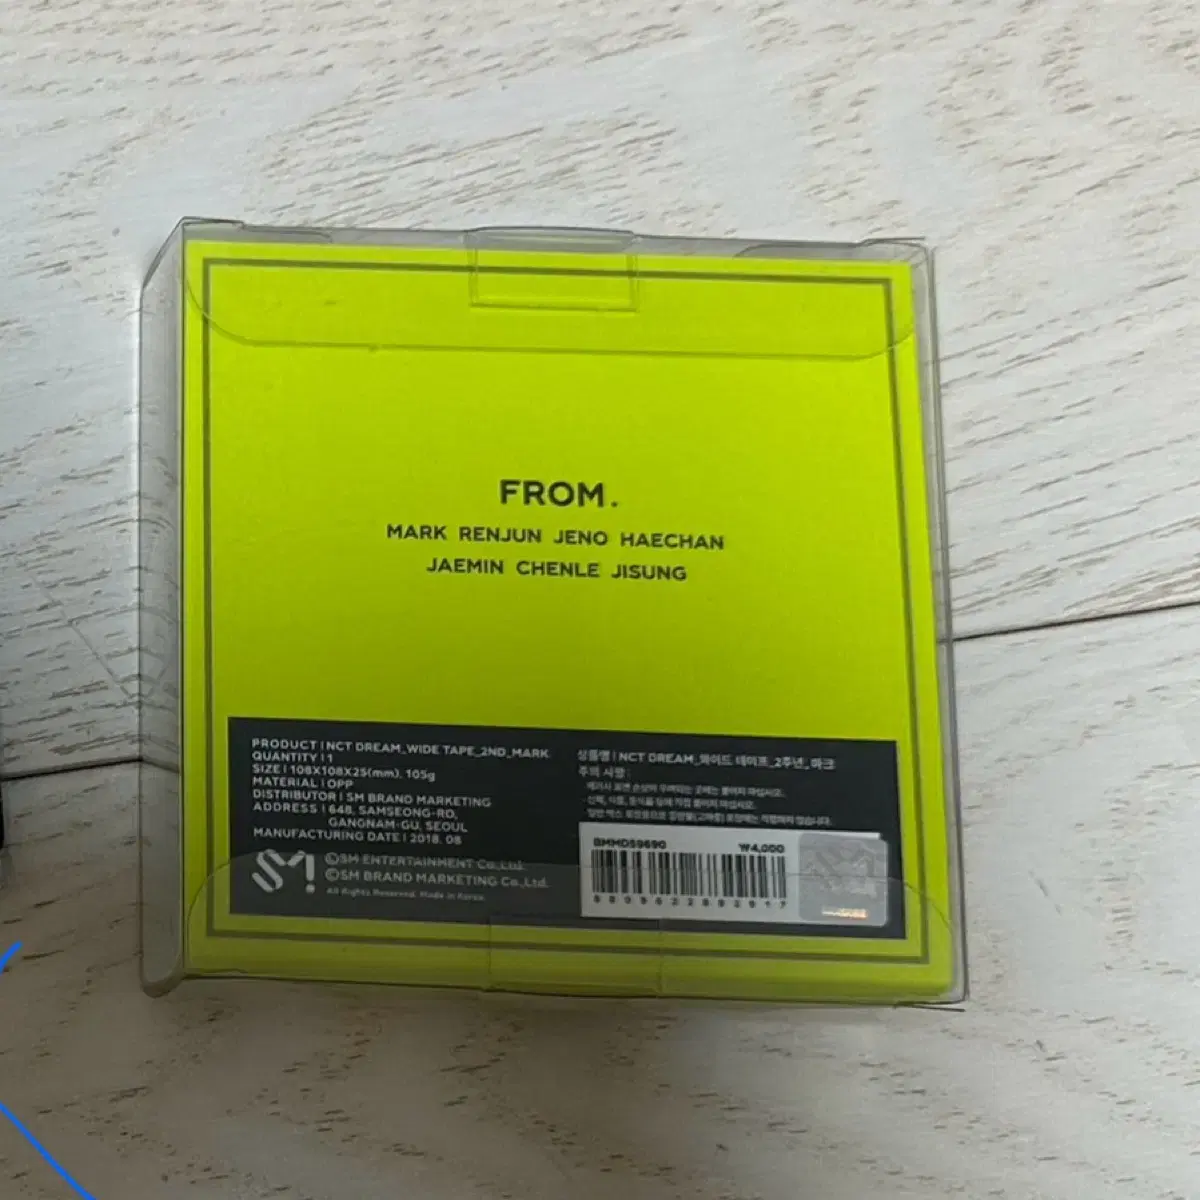 FROM.
MARK RENJUN JENO HAECHAN
JAEMIN CHENLE JISUNG
PRODUCT | NCT DREAM_WIDE TAPE_2ND_MARK
QUANTITY | 1
SIZE | 108X108X25(mm), 105g
MATERIAL | OPP
DISTRIBUTOR | SM BRAND MARKETING
ADDRESS | 648, SAMSEONG-RO,
GANGNAM-GU, SEOUL
MANUFACTURING DATE | 2018. 08
SM!
©SM ENTERTAINMENT Co.,Ltd.
©SM BRAND MARKETING Co.,Ltd.
All Rights Reserved. Made in Korea.
상품명 | NCT DREAM_와이드 테이프_2주년_마크
주의 사항 :
BMMD59690 ₩4,000